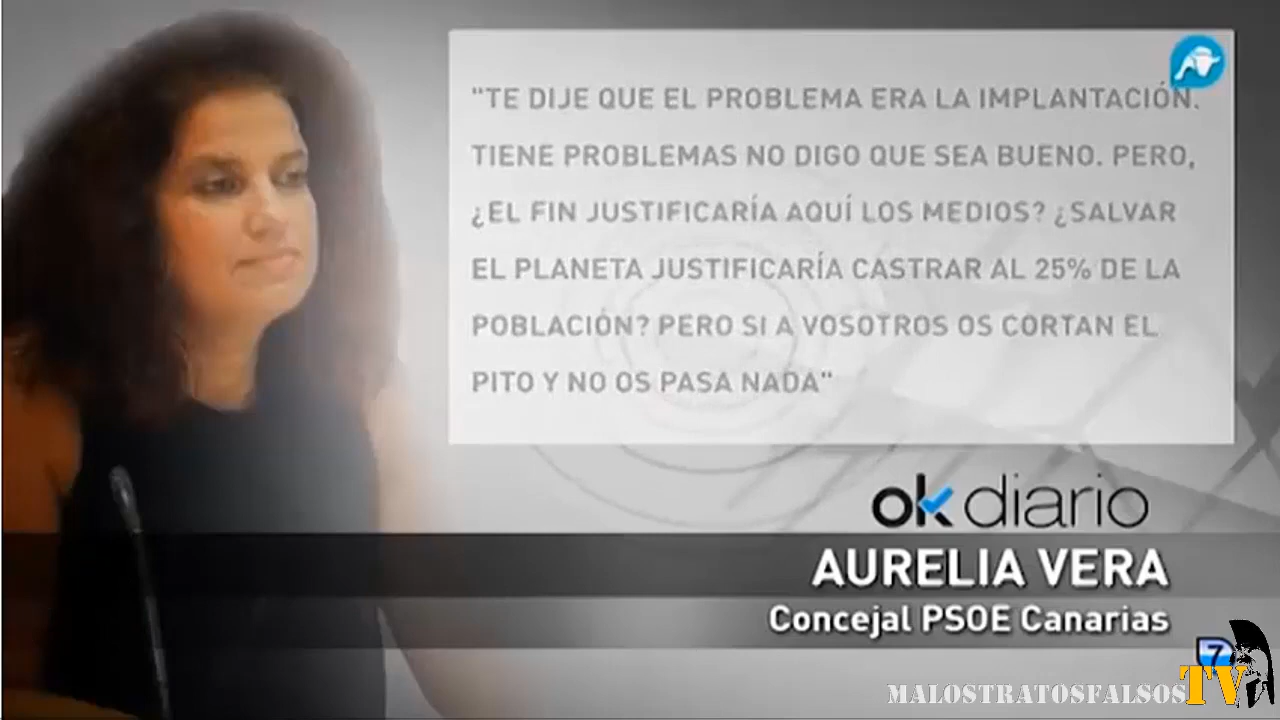 "TE DIJE QUE EL PROBLEMA ERA LA IMPLANTACIÓN.
TIENE PROBLEMAS NO DIGO QUE SEA BUENO. PERO,
¿EL FIN JUSTIFICARÍA AQUÍ LOS MEDIOS? ¿SALVAR
EL PLANETA JUSTIFICARÍA CASTRAR AL 25% DE LA
POBLACIÓN? PERO SI A VOSOTROS OS CORTAN EL
PITO Y NO OS PASA NADA"
ok diario
AURELIA VERA
Concejal PSOE Canarias
7
MALOSTRATOSFALSOS TV